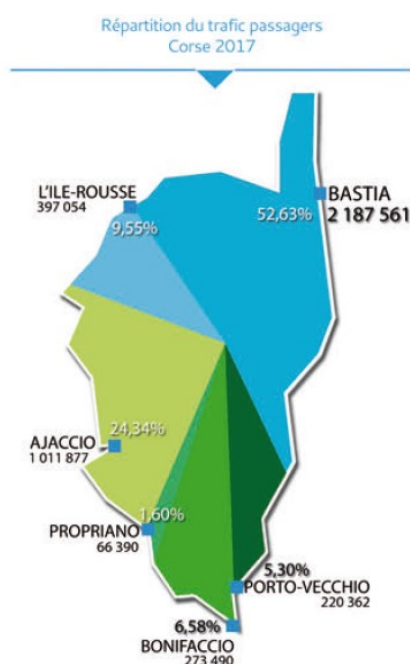 Répartition du trafic passagers
Corse 2017
L'ILE-ROUSSE
397 054
9,55%
52,63%
BASTIA
2 187 561
24,34%
AJACCIO
1 011 877
1,60%
PROPRIANO
66 390
5,30%
PORTO-VECCHIO
220 362
6,58%
BONIFACCIO
273 490